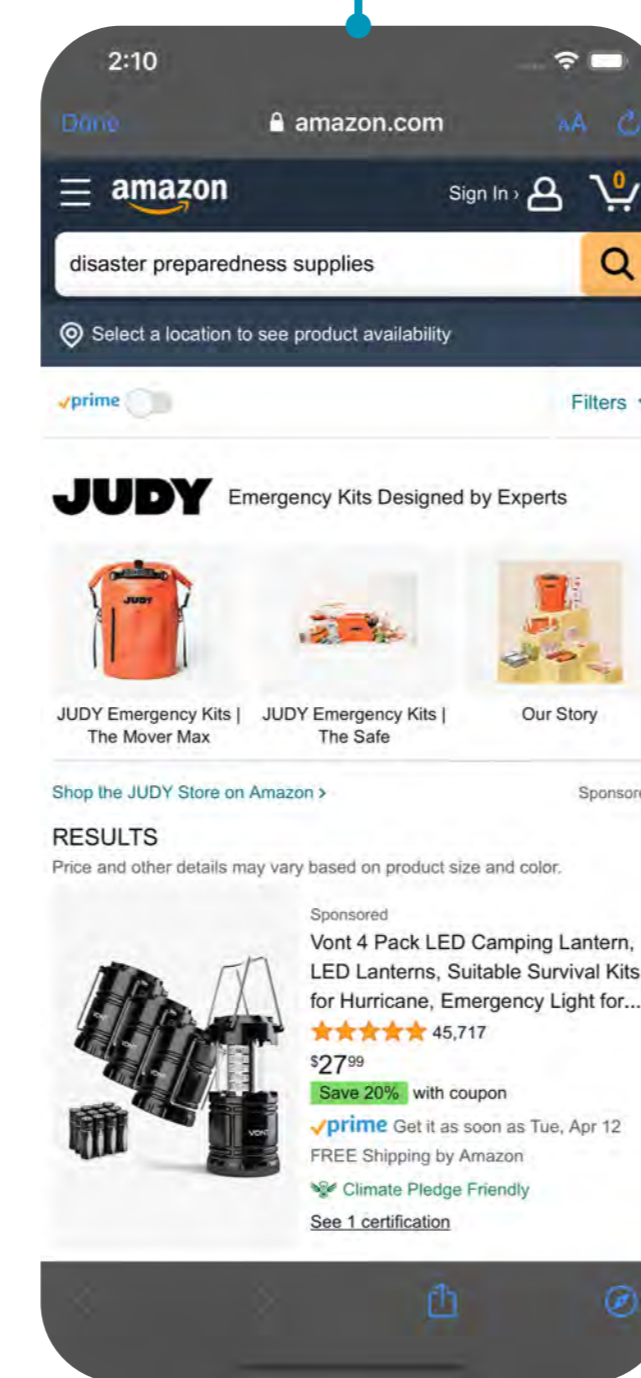 2:10
Done amazon.com AA
amazon Sign In › 0
disaster preparedness supplies
Select a location to see product availability
prime Filters
JUDY Emergency Kits Designed by Experts
JUDY
JUDY Emergency Kits | JUDY Emergency Kits | Our Story
The Mover Max The Safe
Shop the JUDY Store on Amazon › Sponsore
RESULTS
Price and other details may vary based on product size and color.
Sponsored
Vont 4 Pack LED Camping Lantern,
LED Lanterns, Suitable Survival Kits
for Hurricane, Emergency Light for...
45,717
$2799
Save 20% with coupon
prime Get it as soon as Tue, Apr 12
FREE Shipping by Amazon
Climate Pledge Friendly
See 1 certification
VONT